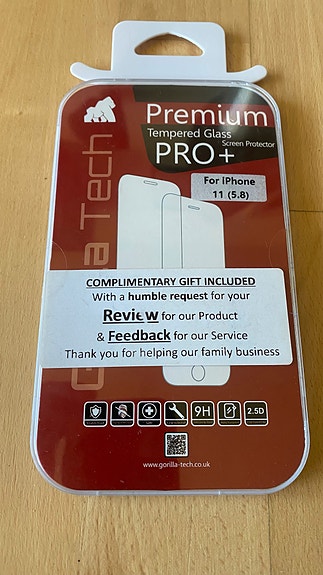 Premium
Tempered Glass
Screen Protector
PRO+
For IPhone
11 (5.8)
a Tech
COMPLIMENTARY GIFT INCLUDED
With a humble request for your
Review for our Product
& Feedback for our Service
Thank you for helping our family business
9H
2.5D
www.gorilla-tech.co.uk